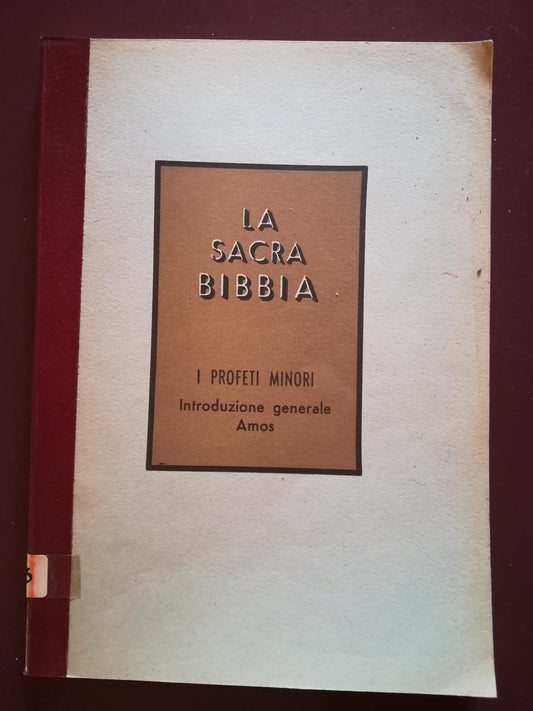 LA
SACRA
BIBBIA
I PROFETI MINORI
Introduzione generale
Amos